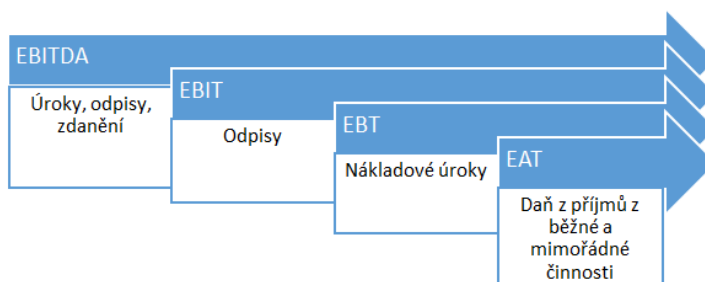 EBITDA
Úroky, odpisy,
zdanění
EBIT
Odpisy
EBT
Nákladové úroky
EAT
Daň z příjmů z
běžné a
mimořádné
činnosti